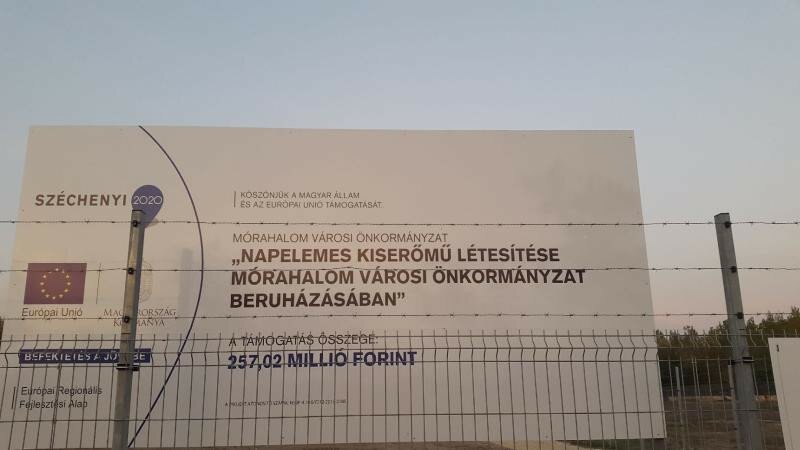 SZÉCHENYI 2020
KÖSZÖNJÜK A MAGYAR ÁLLAM
ÉS AZ EURÓPAI UNIÓ TÁMOGATÁSÁT.
MÓRAHALOM VÁROSI ÖNKORMÁNYZAT
„NAPELEMES KISERŐMŰ LÉTESÍTÉSE
MÓRAHALOM VÁROSI ÖNKORMÁNYZAT
BERUHÁZÁSÁBAN”
Európai Unió
MAGYARORSZÁG
KORMÁNYA
A TÁMOGATÁS ÖSSZEGE:
257,02 MILLIÓ FORINT
BEFEKTETÉS A JÖVŐBE
Európai Regionális
Fejlesztési Alap